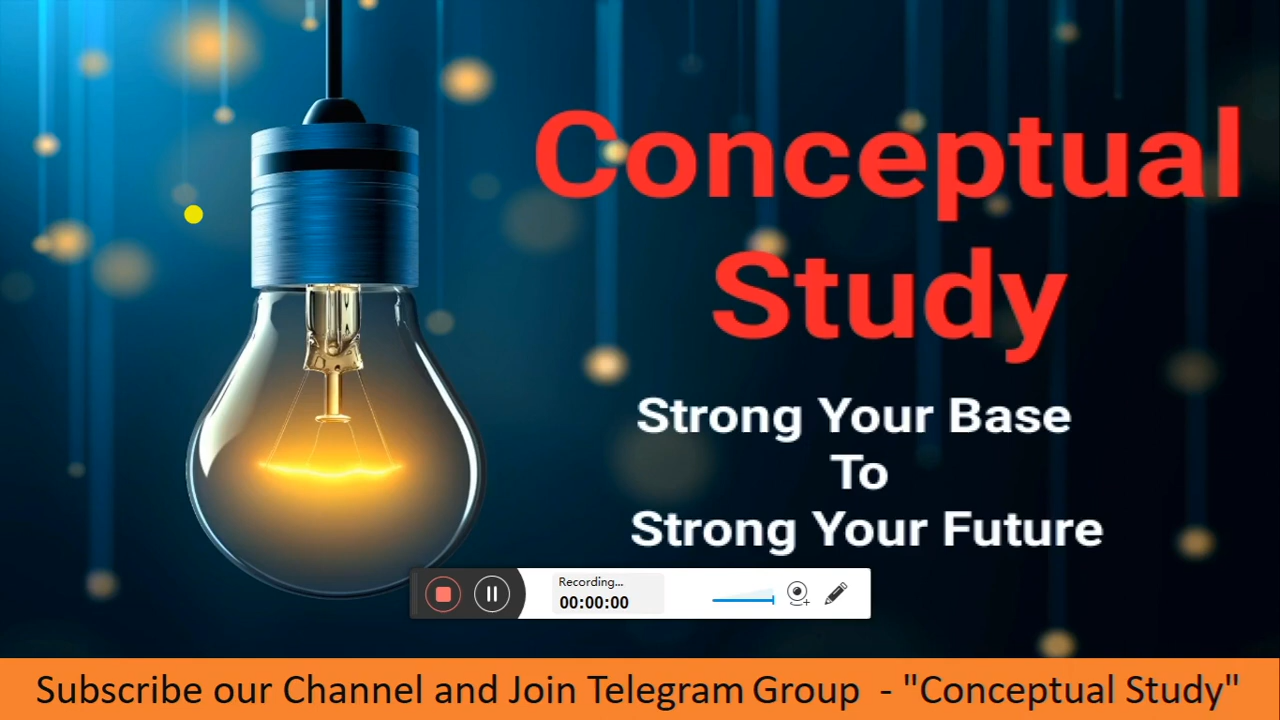 Conceptual
Study
Strong Your Base
To
Strong Your Future
Recording...
00:00:00
Subscribe our Channel and Join Telegram Group - "Conceptual Study"